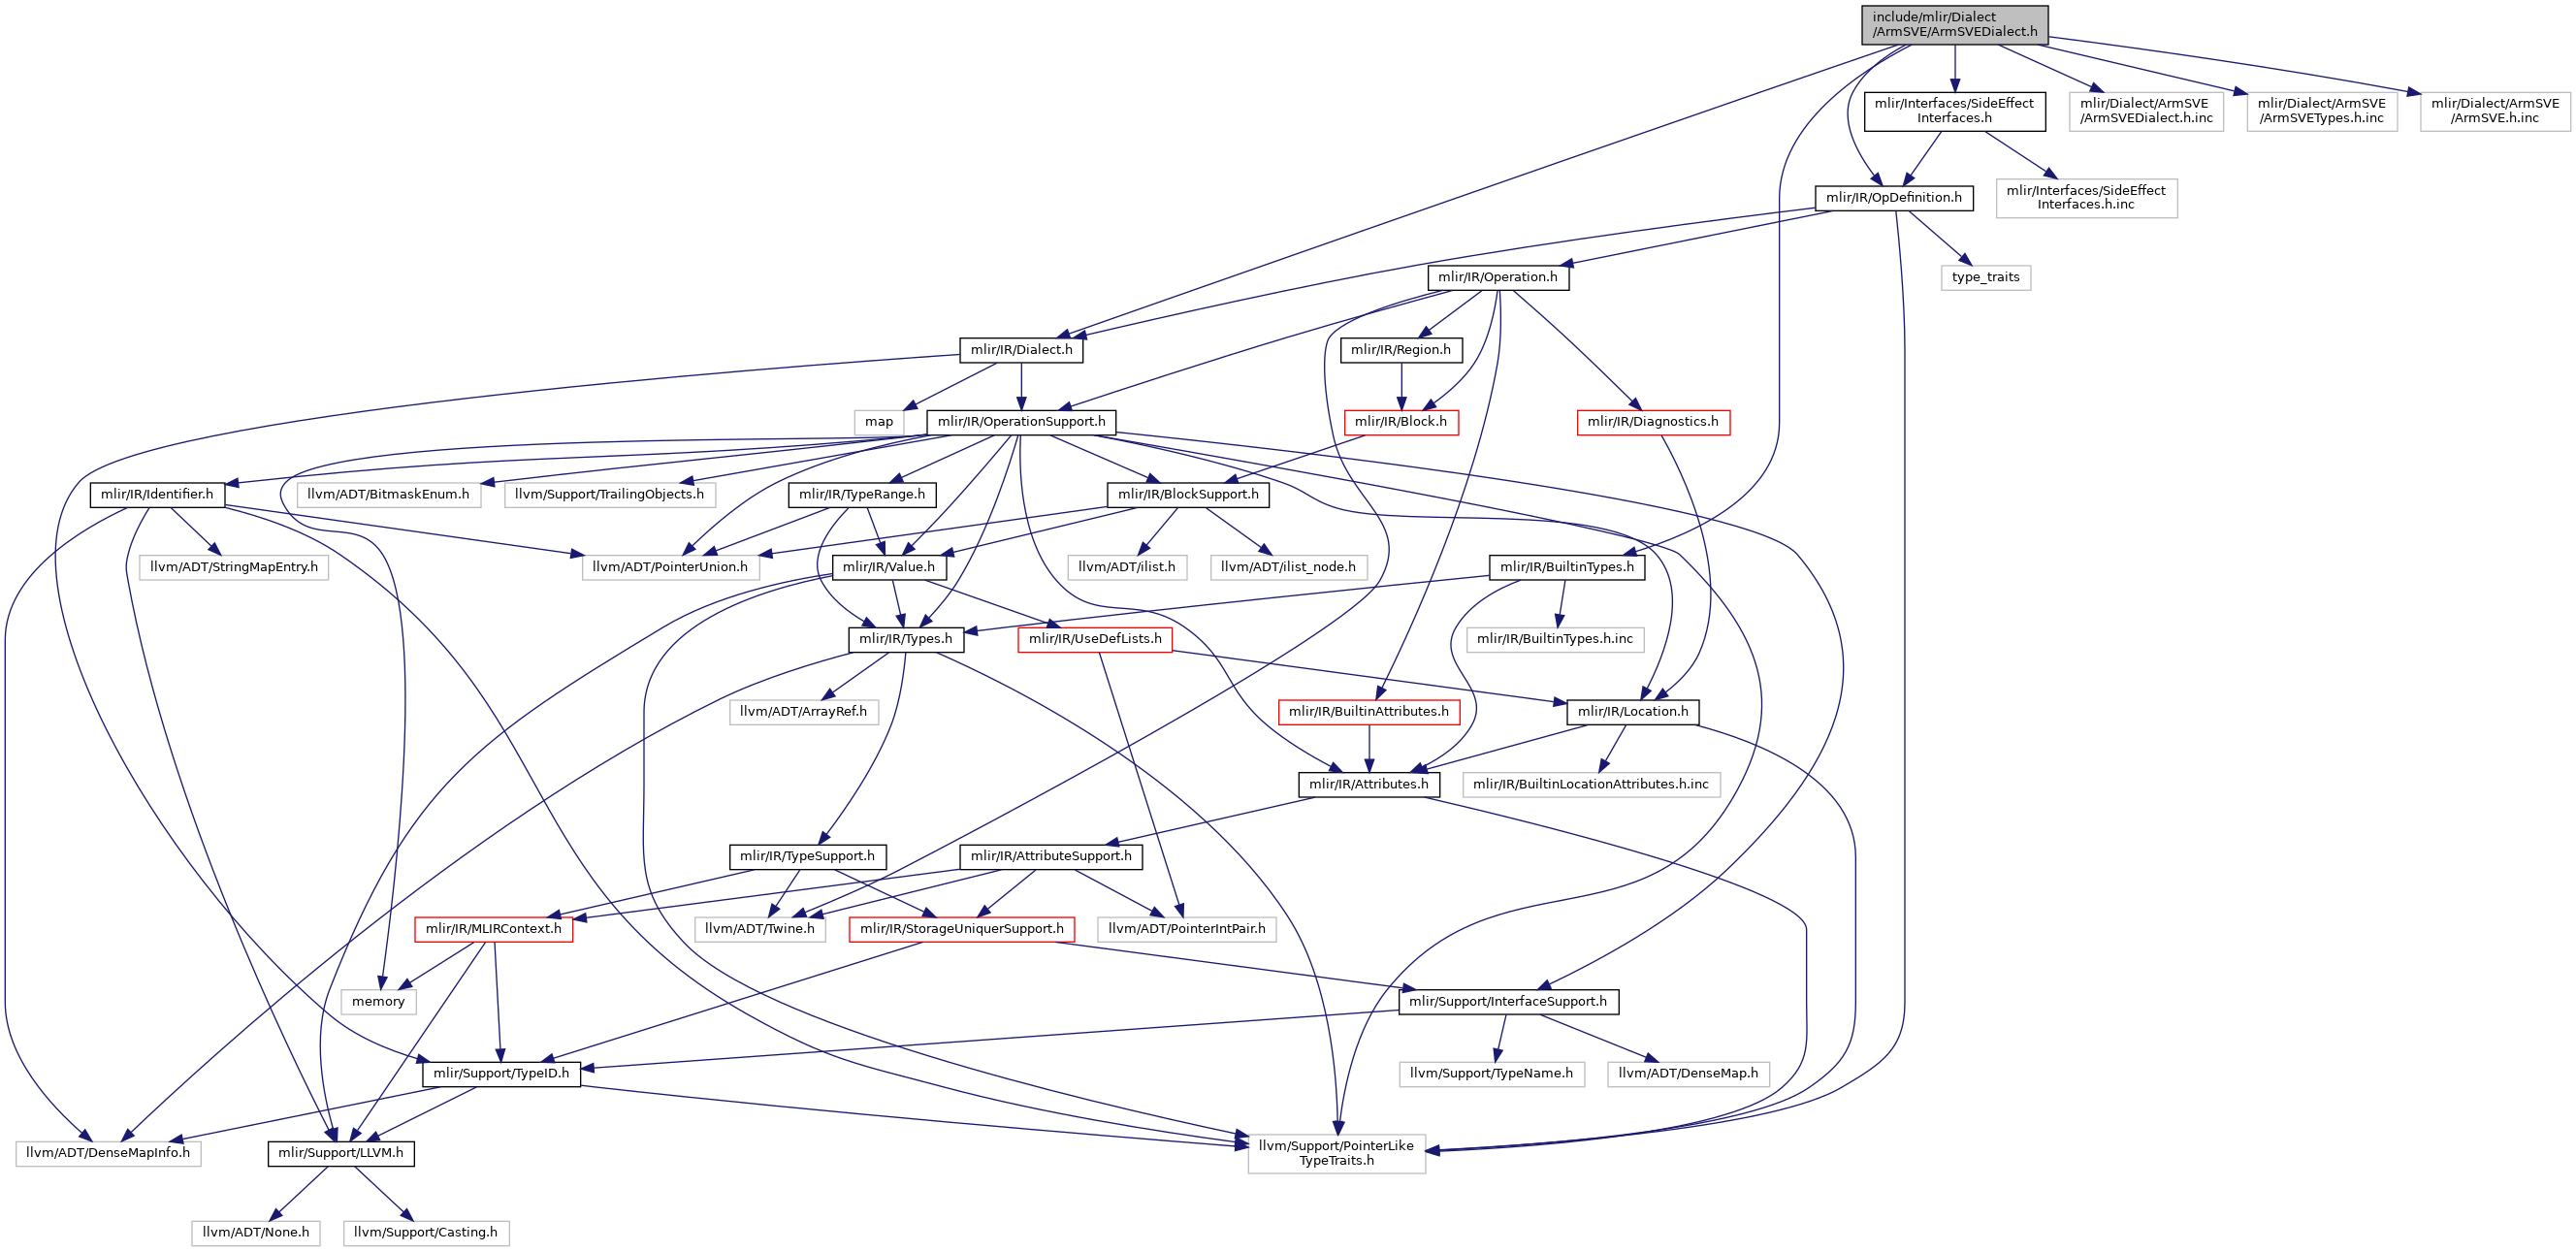 include/mlir/Dialect
/ArmSVE/ArmSVEDialect.h
mlir/Interfaces/SideEffect
Interfaces.h
mlir/Dialect/ArmSVE
/ArmSVEDialect.h.inc
mlir/Dialect/ArmSVE
/ArmSVETypes.h.inc
mlir/Dialect/ArmSVE
/ArmSVE.h.inc
mlir/IR/OpDefinition.h
mlir/Interfaces/SideEffect
Interfaces.h.inc
mlir/IR/Operation.h
type_traits
mlir/IR/Dialect.h
mlir/IR/Region.h
map
mlir/IR/OperationSupport.h
mlir/IR/Block.h
mlir/IR/Diagnostics.h
mlir/IR/Identifier.h
llvm/ADT/BitmaskEnum.h
llvm/Support/TrailingObjects.h
mlir/IR/TypeRange.h
mlir/IR/BlockSupport.h
llvm/ADT/StringMapEntry.h
llvm/ADT/PointerUnion.h
mlir/IR/Value.h
llvm/ADT/ilist.h
llvm/ADT/ilist_node.h
mlir/IR/BuiltinTypes.h
mlir/IR/Types.h
mlir/IR/UseDefLists.h
mlir/IR/BuiltinTypes.h.inc
llvm/ADT/ArrayRef.h
mlir/IR/BuiltinAttributes.h
mlir/IR/Location.h
mlir/IR/Attributes.h
mlir/IR/BuiltinLocationAttributes.h.inc
mlir/IR/TypeSupport.h
mlir/IR/AttributeSupport.h
mlir/IR/MLIRContext.h
llvm/ADT/Twine.h
mlir/IR/StorageUniquerSupport.h
llvm/ADT/PointerIntPair.h
memory
mlir/Support/InterfaceSupport.h
mlir/Support/TypeID.h
llvm/Support/TypeName.h
llvm/ADT/DenseMap.h
llvm/ADT/DenseMapInfo.h
mlir/Support/LLVM.h
llvm/Support/PointerLike
TypeTraits.h
llvm/ADT/None.h
llvm/Support/Casting.h